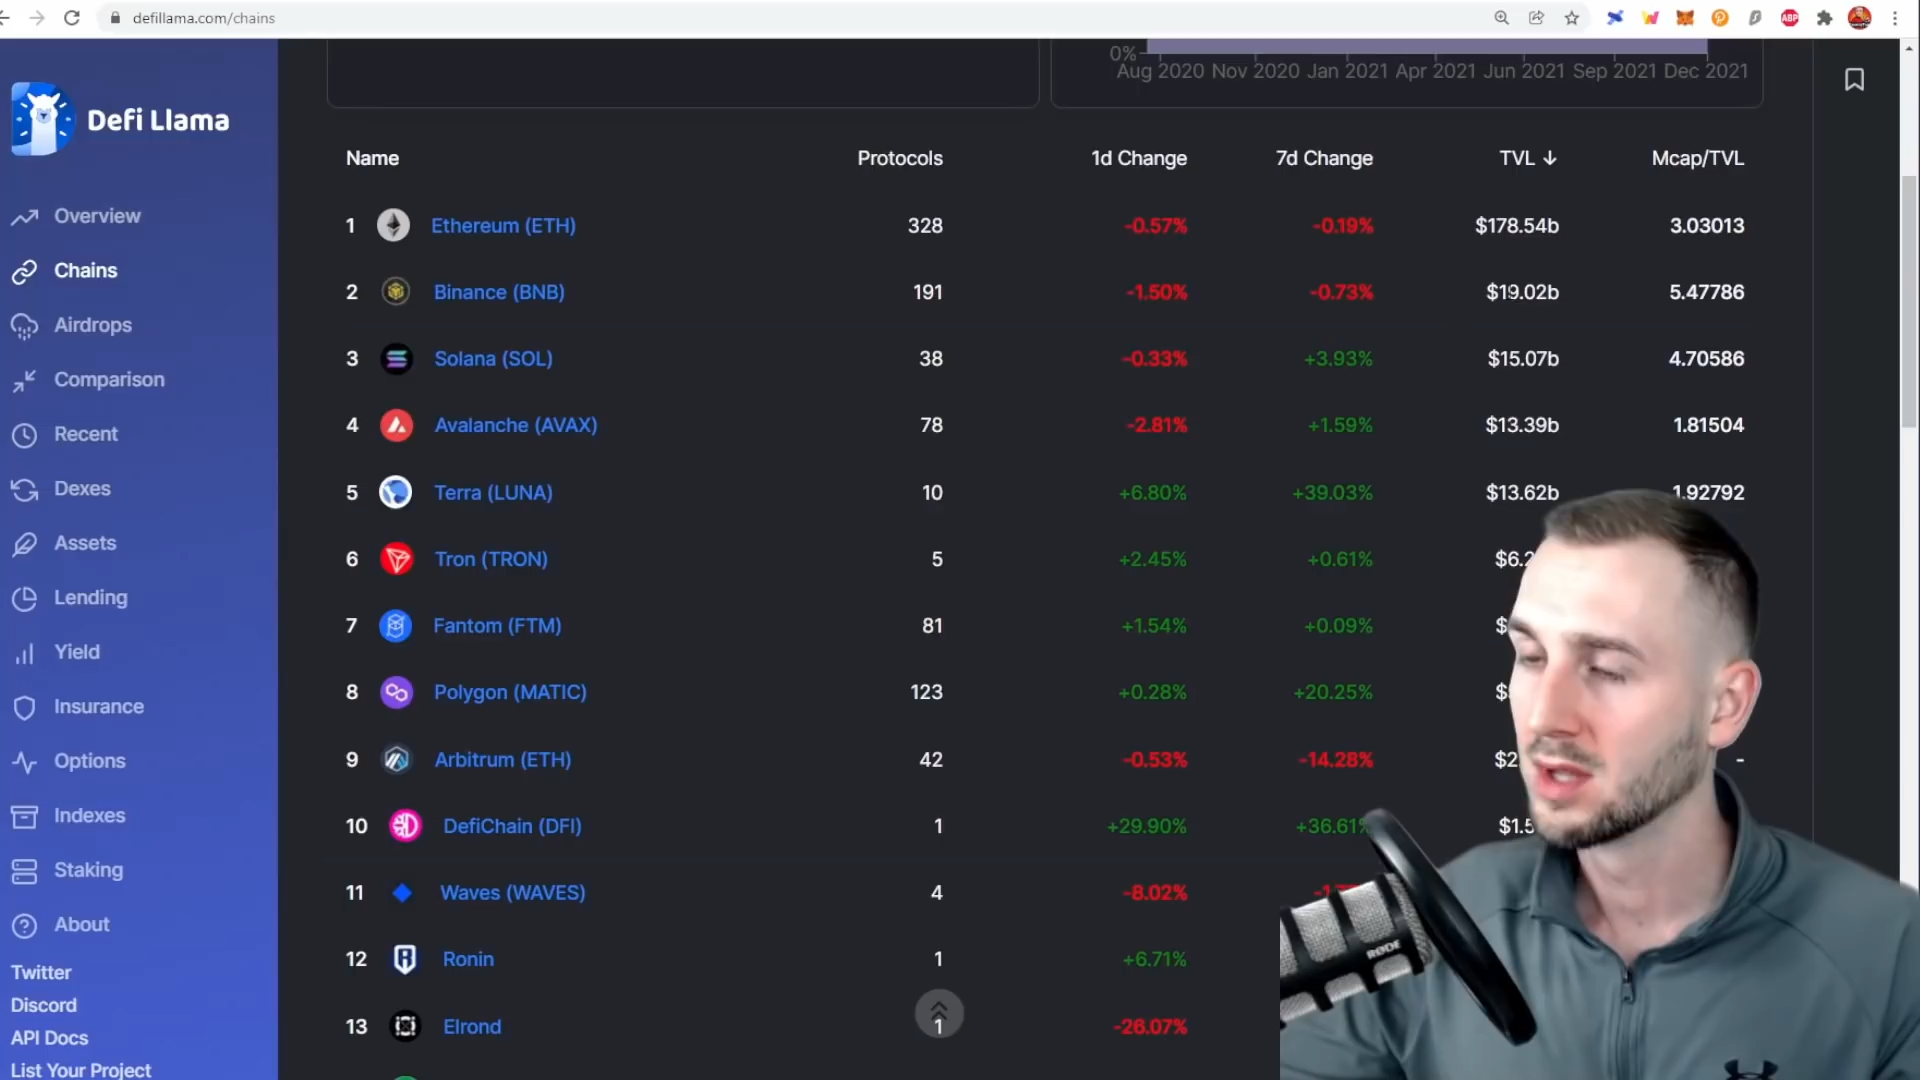 defillama.com/chains
ABP
Defi Llama
Overview
Chains
Airdrops
Comparison
Recent
Dexes
Assets
Lending
Yield
Insurance
Options
Indexes
Staking
About
Twitter
Discord
API Docs
List Your Project
0%
Aug 2020 Nov 2020 Jan 2021 Apr 2021 Jun 2021 Sep 2021 Dec 2021
Name Protocols 1d Change 7d Change TVL ↓ Mcap/TVL
1 Ethereum (ETH) 328 -0.57% -0.19% $178.54b 3.03013
2 Binance (BNB) 191 -1.50% -0.73% $19.02b 5.47786
3 Solana (SOL) 38 -0.33% +3.93% $15.07b 4.70586
4 Avalanche (AVAX) 78 -2.81% +1.59% $13.39b 1.81504
5 Terra (LUNA) 10 +6.80% +39.03% $13.62b 1.92792
6 Tron (TRON) 5 +2.45% +0.61%
7 Fantom (FTM) 81 +1.54% +0.09%
8 Polygon (MATIC) 123 +0.28% +20.25%
9 Arbitrum (ETH) 42 -0.53% -14.28% -
10 DefiChain (DFI) 1 +29.90% +36.61%
11 Waves (WAVES) 4 -8.02%
12 Ronin 1 +6.71%
13 Elrond 1 -26.07%
RØDE